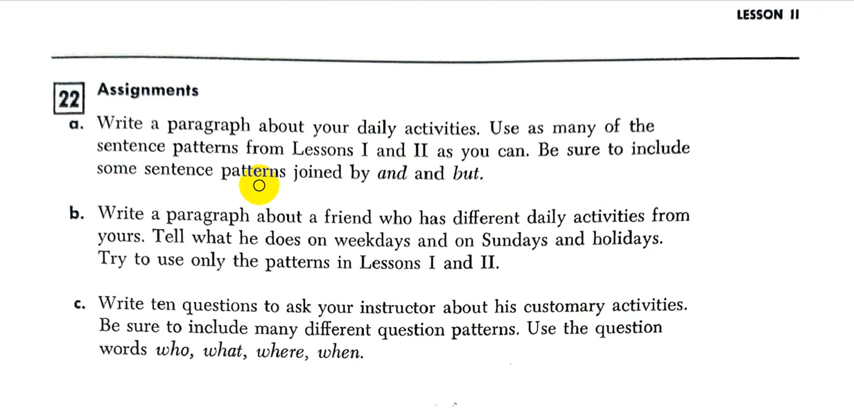 LESSON II
22 Assignments
a. Write a paragraph about your daily activities. Use as many of the
sentence patterns from Lessons I and II as you can. Be sure to include
some sentence patterns joined by and and but.
b. Write a paragraph about a friend who has different daily activities from
yours. Tell what he does on weekdays and on Sundays and holidays.
Try to use only the patterns in Lessons I and II.
c. Write ten questions to ask your instructor about his customary activities.
Be sure to include many different question patterns. Use the question
words who, what, where, when.